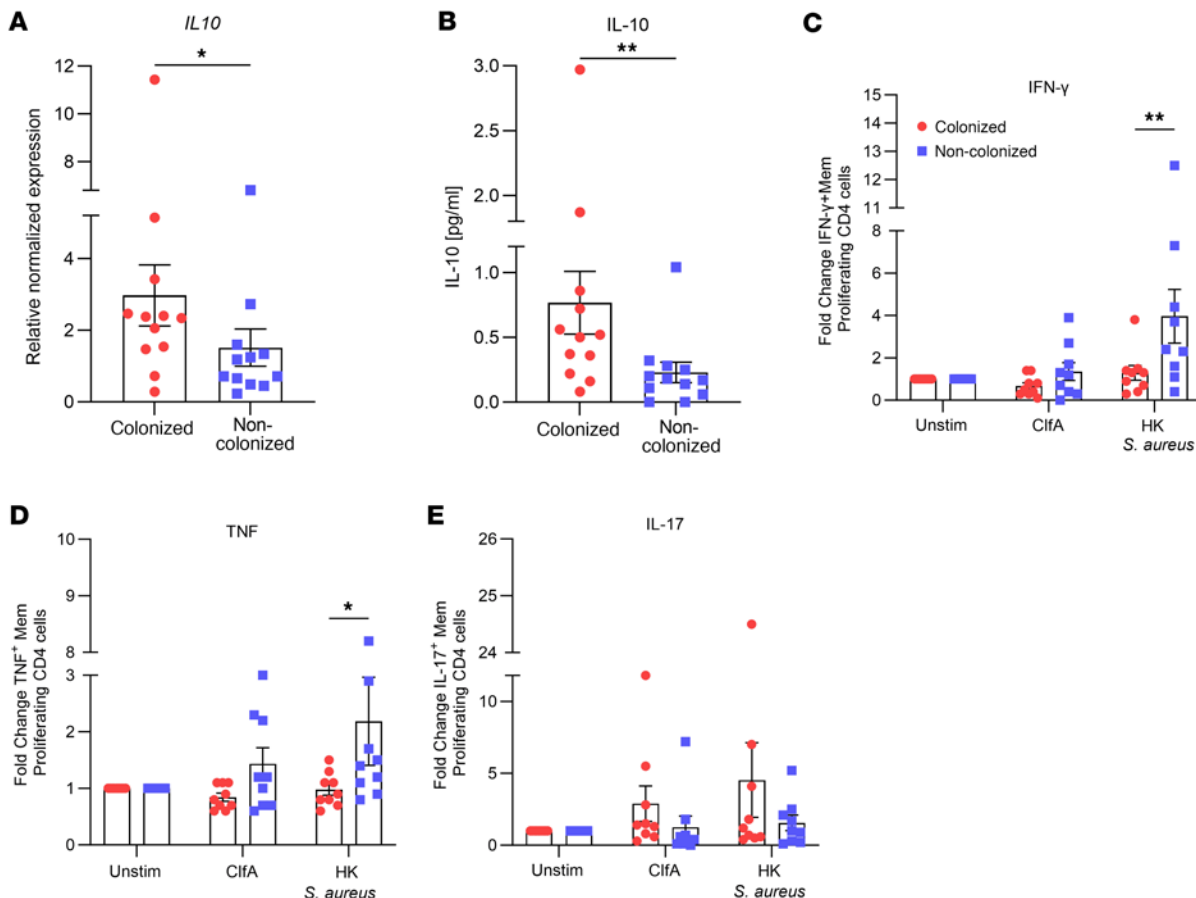 A
IL10
*
Relative normalized expression
12
10
8
6
4
2
0
Colonized
Non-
colonized
B
IL-10
**
IL-10 [pg/ml]
3.0
2.5
2.0
1.0
0.5
0.0
Colonized
Non-
colonized
C
IFN-γ
Colonized
Non-colonized
**
Fold Change IFN-γ+Mem
Proliferating CD4 cells
15
14
13
12
11
8
6
4
2
0
Unstim
ClfA
HK
S. aureus
D
TNF
*
Fold Change TNF+ Mem
Proliferating CD4 cells
10
8
6
3
2
1
0
Unstim
ClfA
HK
S. aureus
E
IL-17
Fold Change IL-17+ Mem
Proliferating CD4 cells
26
24
22
10
5
0
Unstim
ClfA
HK
S. aureus